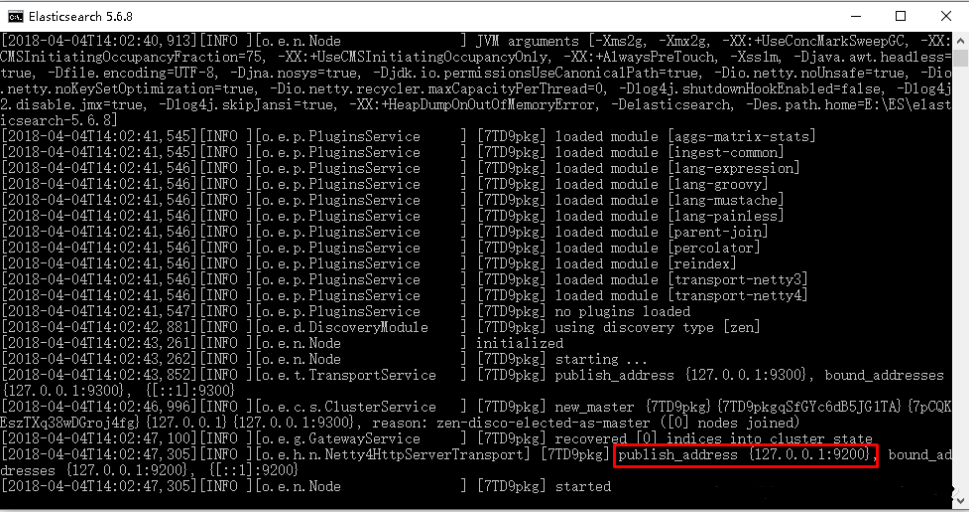 Elasticsearch 5.6.8
[2018-04-04T14:02:40,913][INFO ][o.e.n.Node               ] JVM arguments [-Xms2g, -Xmx2g, -XX:+UseConcMarkSweepGC, -XX:
CMSInitiatingOccupancyFraction=75, -XX:+UseCMSInitiatingOccupancyOnly, -XX:+AlwaysPreTouch, -Xss1m, -Djava.awt.headless=
true, -Dfile.encoding=UTF-8, -Djna.nosys=true, -Djdk.io.permissionsUseCanonicalPath=true, -Dio.netty.noUnsafe=true, -Dio
.netty.noKeySetOptimization=true, -Dio.netty.recycler.maxCapacityPerThread=0, -Dlog4j.shutdownHookEnabled=false, -Dlog4j
2.disable.jmx=true, -Dlog4j.skipJansi=true, -XX:+HeapDumpOnOutOfMemoryError, -Delasticsearch, -Des.path.home=E:\ES\elast
icsearch-5.6.8]
[2018-04-04T14:02:41,545][INFO ][o.e.p.PluginsService     ] [7TD9pkg] loaded module [aggs-matrix-stats]
[2018-04-04T14:02:41,545][INFO ][o.e.p.PluginsService     ] [7TD9pkg] loaded module [ingest-common]
[2018-04-04T14:02:41,546][INFO ][o.e.p.PluginsService     ] [7TD9pkg] loaded module [lang-expression]
[2018-04-04T14:02:41,546][INFO ][o.e.p.PluginsService     ] [7TD9pkg] loaded module [lang-groovy]
[2018-04-04T14:02:41,546][INFO ][o.e.p.PluginsService     ] [7TD9pkg] loaded module [lang-mustache]
[2018-04-04T14:02:41,546][INFO ][o.e.p.PluginsService     ] [7TD9pkg] loaded module [lang-painless]
[2018-04-04T14:02:41,546][INFO ][o.e.p.PluginsService     ] [7TD9pkg] loaded module [parent-join]
[2018-04-04T14:02:41,546][INFO ][o.e.p.PluginsService     ] [7TD9pkg] loaded module [percolator]
[2018-04-04T14:02:41,546][INFO ][o.e.p.PluginsService     ] [7TD9pkg] loaded module [reindex]
[2018-04-04T14:02:41,546][INFO ][o.e.p.PluginsService     ] [7TD9pkg] loaded module [transport-netty3]
[2018-04-04T14:02:41,546][INFO ][o.e.p.PluginsService     ] [7TD9pkg] loaded module [transport-netty4]
[2018-04-04T14:02:41,547][INFO ][o.e.p.PluginsService     ] [7TD9pkg] no plugins loaded
[2018-04-04T14:02:42,881][INFO ][o.e.d.DiscoveryModule    ] [7TD9pkg] using discovery type [zen]
[2018-04-04T14:02:43,261][INFO ][o.e.n.Node               ] initialized
[2018-04-04T14:02:43,262][INFO ][o.e.n.Node               ] [7TD9pkg] starting ...
[2018-04-04T14:02:43,852][INFO ][o.e.t.TransportService   ] [7TD9pkg] publish_address {127.0.0.1:9300}, bound_addresses
{127.0.0.1:9300}, {[::1]:9300}
[2018-04-04T14:02:46,996][INFO ][o.e.c.s.ClusterService   ] [7TD9pkg] new_master {7TD9pkg}{7TD9pkgqSfGYc6dB5JG1TA}{7pCQK
EszTXq38wDGroj4fg}{127.0.0.1}{127.0.0.1:9300}, reason: zen-disco-elected-as-master ([0] nodes joined)
[2018-04-04T14:02:47,100][INFO ][o.e.g.GatewayService     ] [7TD9pkg] recovered [0] indices into cluster_state
[2018-04-04T14:02:47,305][INFO ][o.e.h.n.Netty4HttpServerTransport] [7TD9pkg] publish_address {127.0.0.1:9200}, bound_ad
dresses {127.0.0.1:9200}, {[::1]:9200}
[2018-04-04T14:02:47,305][INFO ][o.e.n.Node               ] [7TD9pkg] started